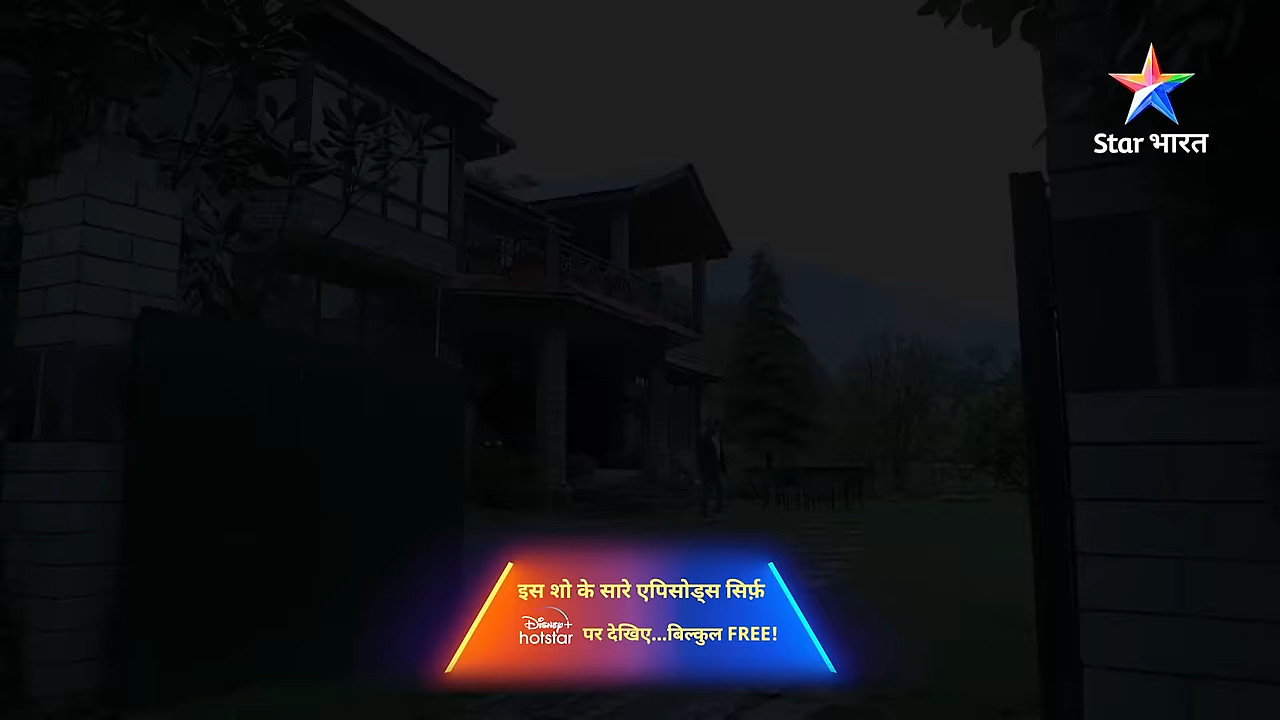 Star भारत
इस शो के सारे एपिसोड्स सिर्फ़
Disney+ hotstar पर देखिए...बिल्कुल FREE!